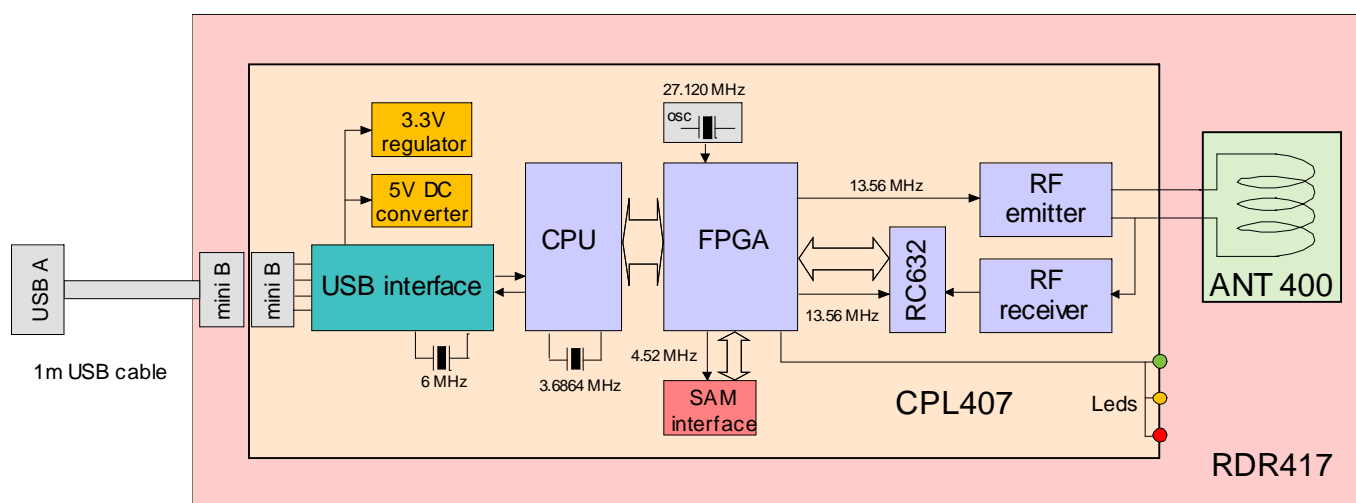 27.120 MHz
osc
3.3V
regulator
5V DC
converter
CPU
FPGA
13.56 MHz
RF
emitter
USB A
mini B
mini B
USB interface
RC632
RF
receiver
ANT 400
13.56 MHz
1m USB cable
6 MHz
3.6864 MHz
4.52 MHz
SAM
interface
CPL407
Leds
RDR417